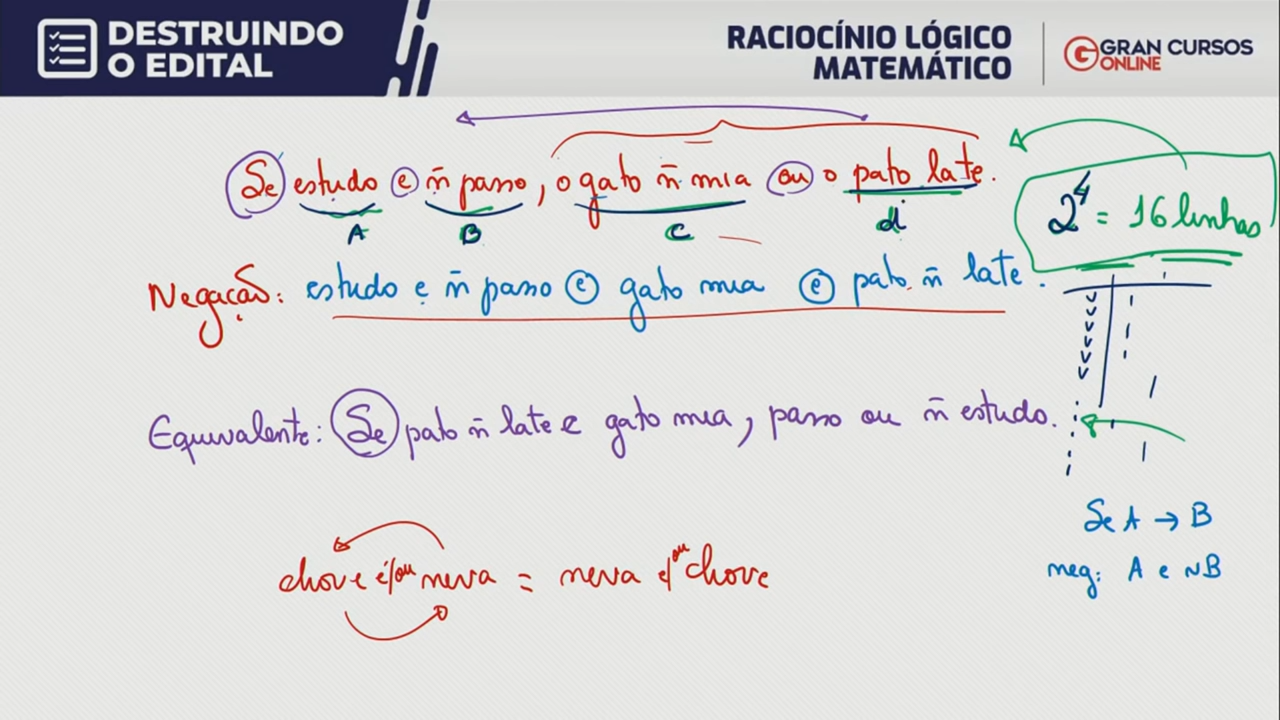 DESTRUINDO
O EDITAL
RACIOCÍNIO LÓGICO
MATEMÁTICO
GRAN CURSOS
ONLINE
Se estudo e ñ passo, o gato ñ mia ou o pato late.
A B C d
2⁴ = 16 linhas
Negação: estudo e ñ passo e gato mia e pato ñ late.
Equivalente: Se pato ñ late e gato mia, passo ou ñ estudo.
Se A → B
neg: A e ~B
chove e/ou neva = neva e/ou chove